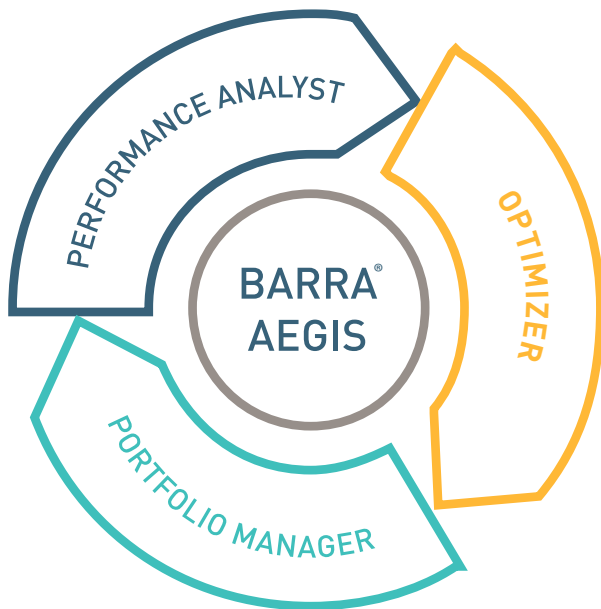 PERFORMANCE ANALYST
OPTIMIZER
BARRA®
AEGIS
PORTFOLIO MANAGER